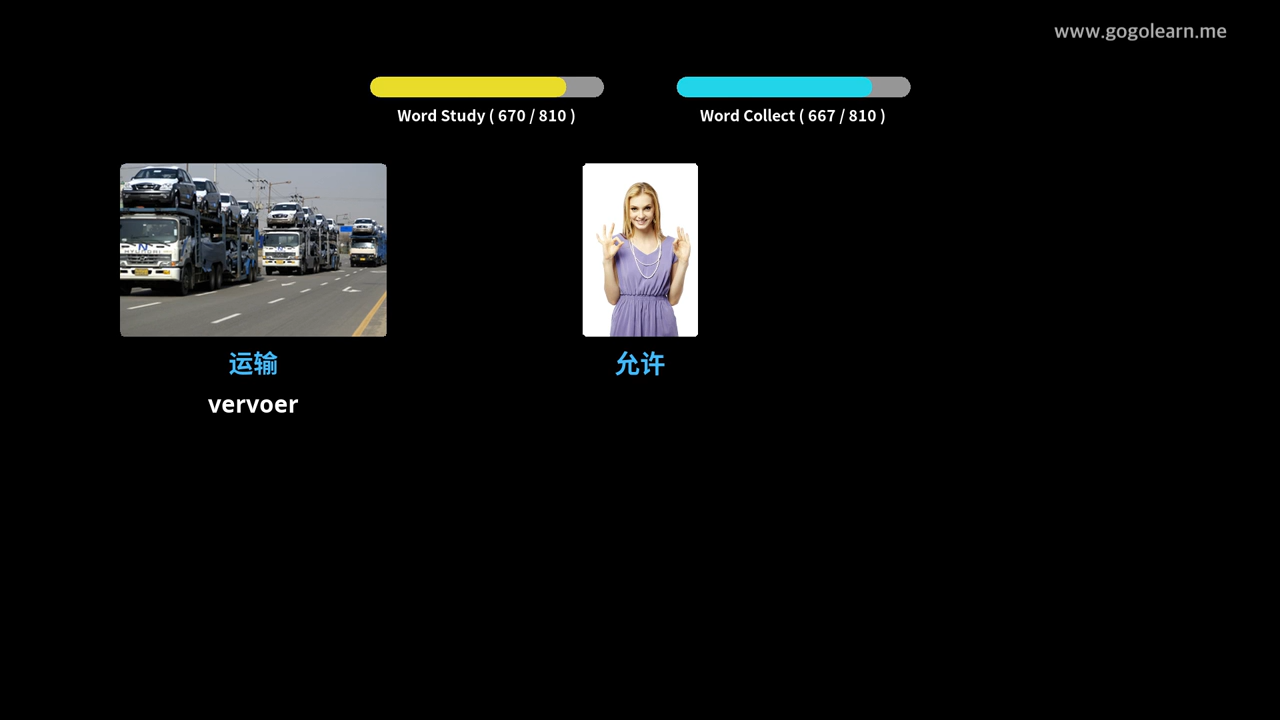 www.gogolearn.me
Word Study ( 670 / 810 )
Word Collect ( 667 / 810 )
运输
允许
vervoer